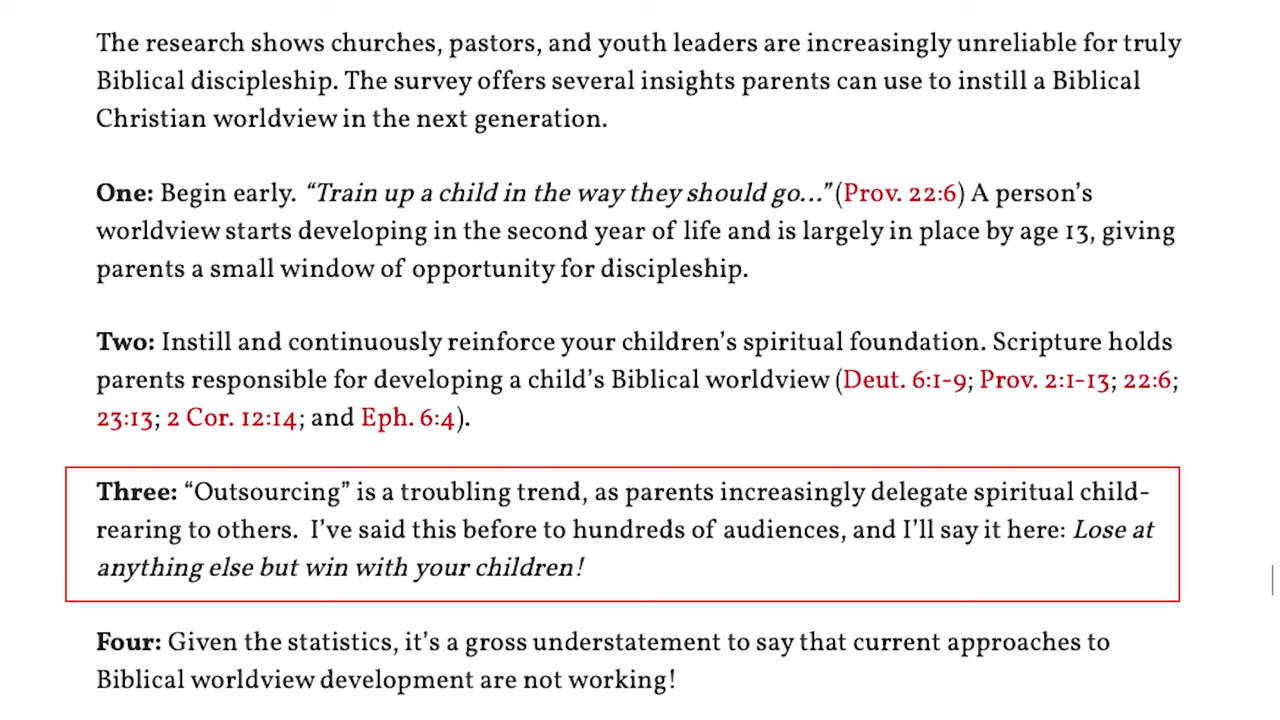 The research shows churches, pastors, and youth leaders are increasingly unreliable for truly
Biblical discipleship. The survey offers several insights parents can use to instill a Biblical
Christian worldview in the next generation.
One: Begin early. “Train up a child in the way they should go…” (Prov. 22:6) A person’s
worldview starts developing in the second year of life and is largely in place by age 13, giving
parents a small window of opportunity for discipleship.
Two: Instill and continuously reinforce your children’s spiritual foundation. Scripture holds
parents responsible for developing a child’s Biblical worldview (Deut. 6:1-9; Prov. 2:1-13; 22:6;
23:13; 2 Cor. 12:14; and Eph. 6:4).
Three: “Outsourcing” is a troubling trend, as parents increasingly delegate spiritual child-
rearing to others.  I’ve said this before to hundreds of audiences, and I’ll say it here: Lose at
anything else but win with your children!
Four: Given the statistics, it’s a gross understatement to say that current approaches to
Biblical worldview development are not working!